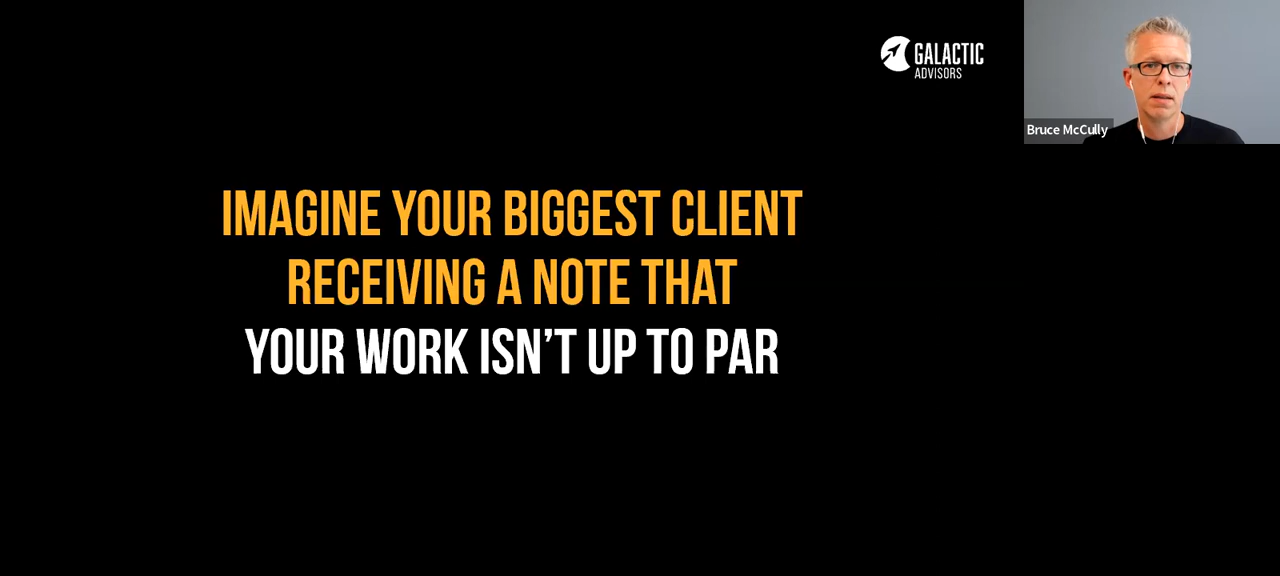 GALACTIC
ADVISORS
Bruce McCully
IMAGINE YOUR BIGGEST CLIENT
RECEIVING A NOTE THAT
YOUR WORK ISN'T UP TO PAR